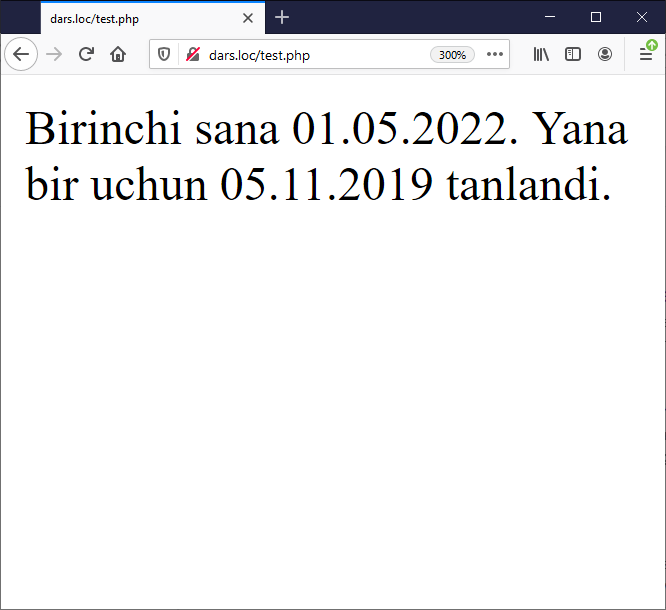 dars.loc/test.php
dars.loc/test.php
300%
Birinchi sana 01.05.2022. Yana
bir uchun 05.11.2019 tanlandi.